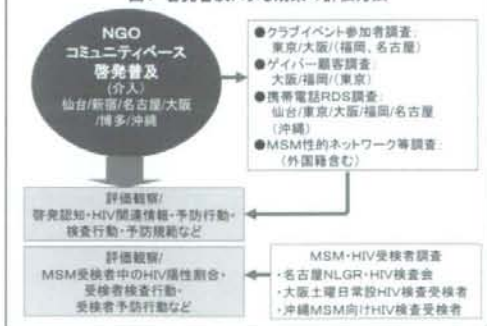 NGO
コミュニティベース
啓発普及
(介入)
仙台/新宿/名古屋/大阪
/博多/沖縄
●クラブイベント参加者調査:
東京/大阪/(福岡、名古屋)
●ゲイバー顧客調査:
大阪/福岡/(東京)
●携帯電話RDS調査:
仙台/東京/大阪/福岡/名古屋
(沖縄)
●MSM性的ネットワーク等調査:
(外国籍含む)
評価観察/
啓発認知・HIV関連情報・予防行動・
検査行動・予防規範など
評価観察/
MSM受検者中のHIV陽性割合・
受検者検査行動・
受検者予防行動など
MSM・HIV受検者調査
・名古屋NLGR・HIV検査会
・大阪土曜日常設HIV検査受検者
・沖縄MSM向けHIV検査受検者